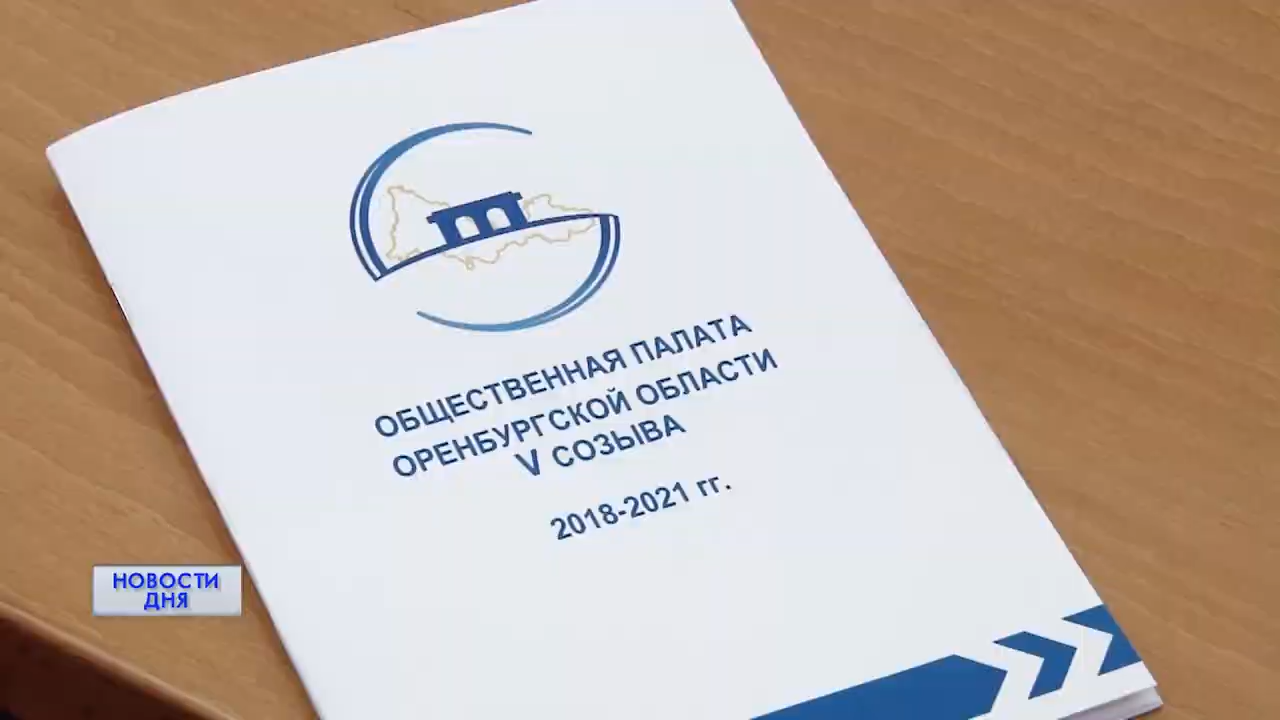 ОБЩЕСТВЕННАЯ ПАЛАТА
ОРЕНБУРГСКОЙ ОБЛАСТИ
V СОЗЫВА
2018-2021 гг.
НОВОСТИ
ДНЯ